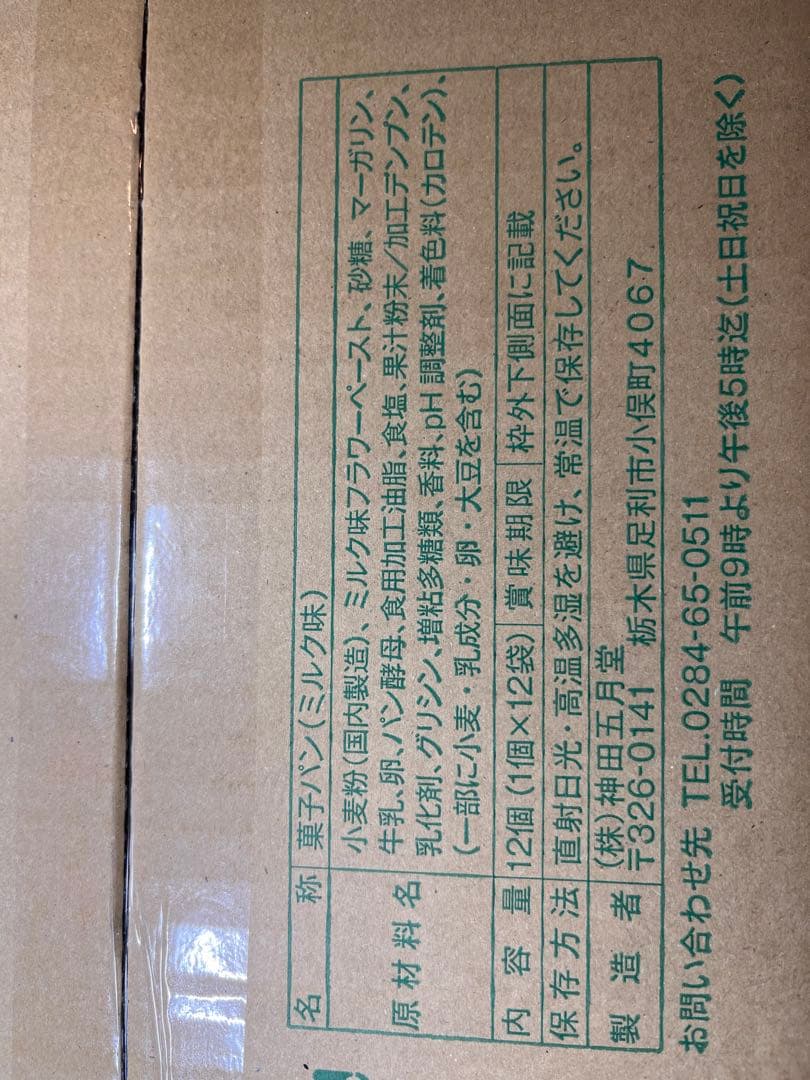 名称 菓子パン(ミルク味)
原材料名 小麦粉(国内製造)、ミルク味フラワーペースト、砂糖、マーガリン、
牛乳、卵、パン酵母、食用加工油脂、食塩、果汁粉末/加工デンプン、
乳化剤、グリシン、増粘多糖類、香料、pH調整剤、着色料(カロテン)、
(一部に小麦・乳成分・卵・大豆を含む)
内容量 12個(1個×12袋) 賞味期限 枠外下側面に記載
保存方法 直射日光・高温多湿を避け、常温で保存してください。
製造者 (株)神田五月堂
〒326-0141 栃木県足利市小俣町4067
お問い合わせ先 TEL.0284-65-0511
受付時間 午前9時より午後5時迄(土日祝日を除く)